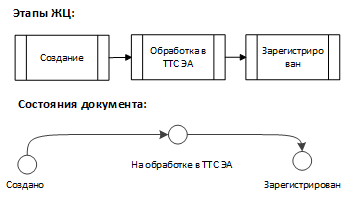 Этапы ЖЦ:
Создание
Обработка в
ТТС ЭА
Зарегистриро
ван
Состояния документа:
Создано
На обработке в ТТС ЭА
Зарегистрирован